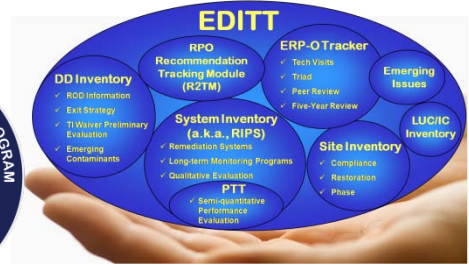 EDITT
RPO
Recommendation
Tracking Module
(R2TM)
ERP-O Tracker
✓ Tech Visits
✓ Triad
✓ Peer Review
✓ Five-Year Review
Emerging
Issues
DD Inventory
✓ ROD Information
✓ Exit Strategy
✓ TI Waiver Preliminary
Evaluation
✓ Emerging
Contaminants
System Inventory
(a.k.a., RIPS)
✓ Remediation Systems
✓ Long-term Monitoring Programs
✓ Qualitative Evaluation
PTT
✓ Semi-quantitative
Performance
Evaluation
Site Inventory
✓ Compliance
✓ Restoration
✓ Phase
LUC/IC
Inventory